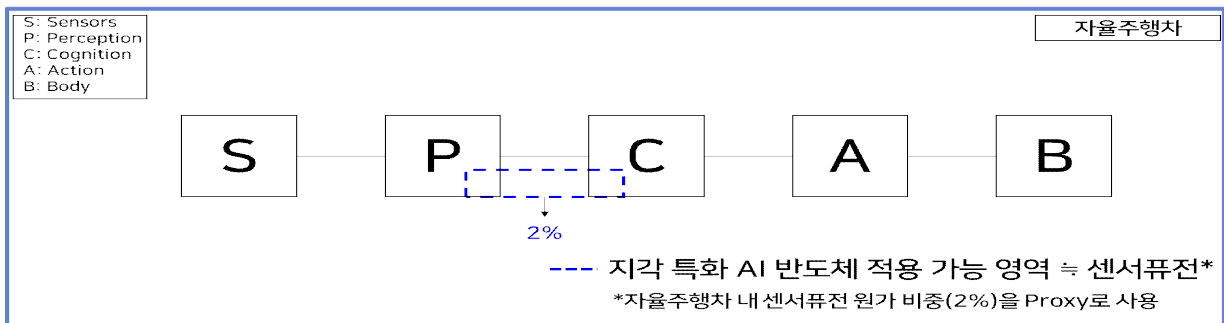 S: Sensors
P: Perception
C: Cognition
A: Action
B: Body
자율주행차
S P C A B
2%
지각 특화 AI 반도체 적용 가능 영역 ≒ 센서퓨전*
*자율주행차 내 센서퓨전 원가 비중(2%)을 Proxy로 사용